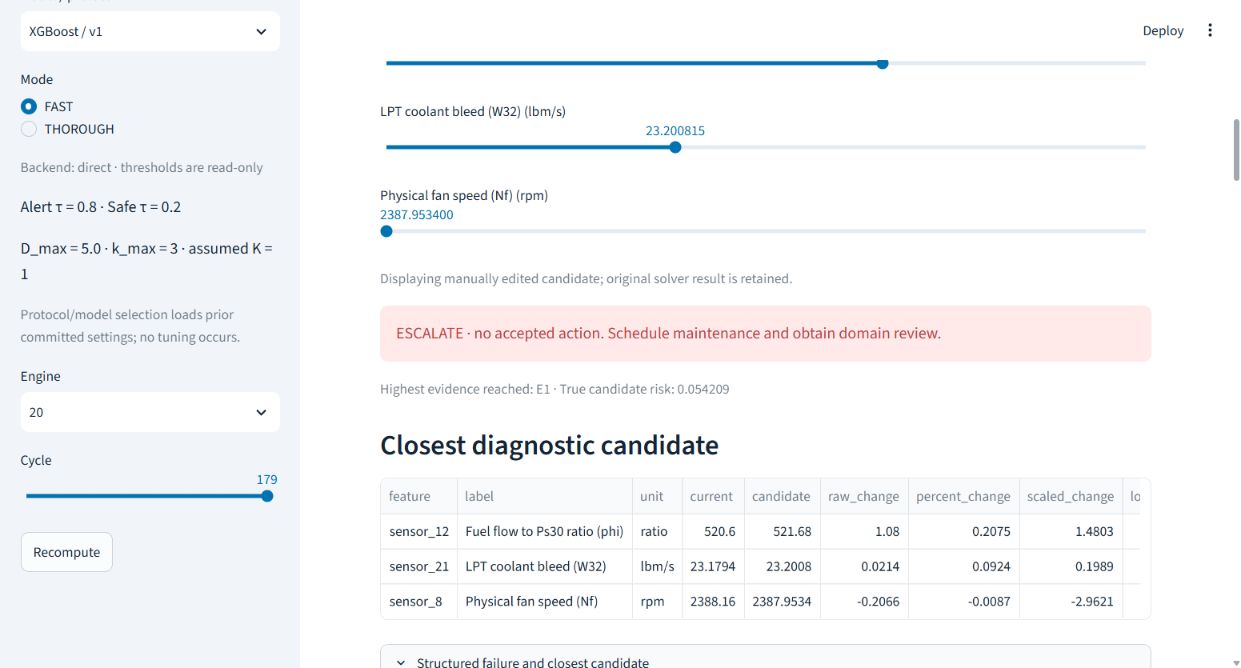 XGBoost / v1
Mode
FAST
THOROUGH
Backend: direct · thresholds are read-only
Alert τ = 0.8 · Safe τ = 0.2
D_max = 5.0 · k_max = 3 · assumed K =
1
Protocol/model selection loads prior
committed settings; no tuning occurs.
Engine
20
Cycle
179
Recompute
Deploy
LPT coolant bleed (W32) (lbm/s)
23.200815
Physical fan speed (Nf) (rpm)
2387.953400
Displaying manually edited candidate; original solver result is retained.
ESCALATE · no accepted action. Schedule maintenance and obtain domain review.
Highest evidence reached: E1 · True candidate risk: 0.054209
Closest diagnostic candidate
feature label unit current candidate raw_change percent_change scaled_change lo
sensor_12 Fuel flow to Ps30 ratio (phi) ratio 520.6 521.68 1.08 0.2075 1.4803
sensor_21 LPT coolant bleed (W32) lbm/s 23.1794 23.2008 0.0214 0.0924 0.1989
sensor_8 Physical fan speed (Nf) rpm 2388.16 2387.9534 -0.2066 -0.0087 -2.9621
Structured failure and closest candidate